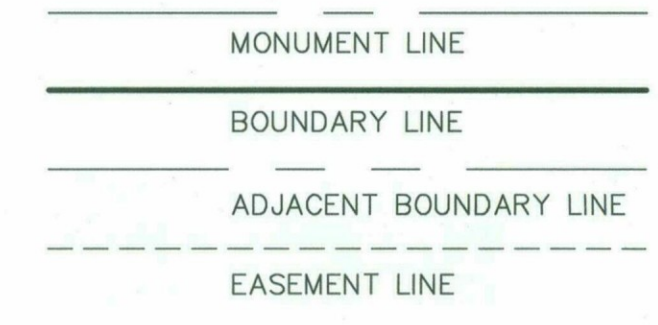 MONUMENT LINE
BOUNDARY LINE
ADJACENT BOUNDARY LINE
EASEMENT LINE